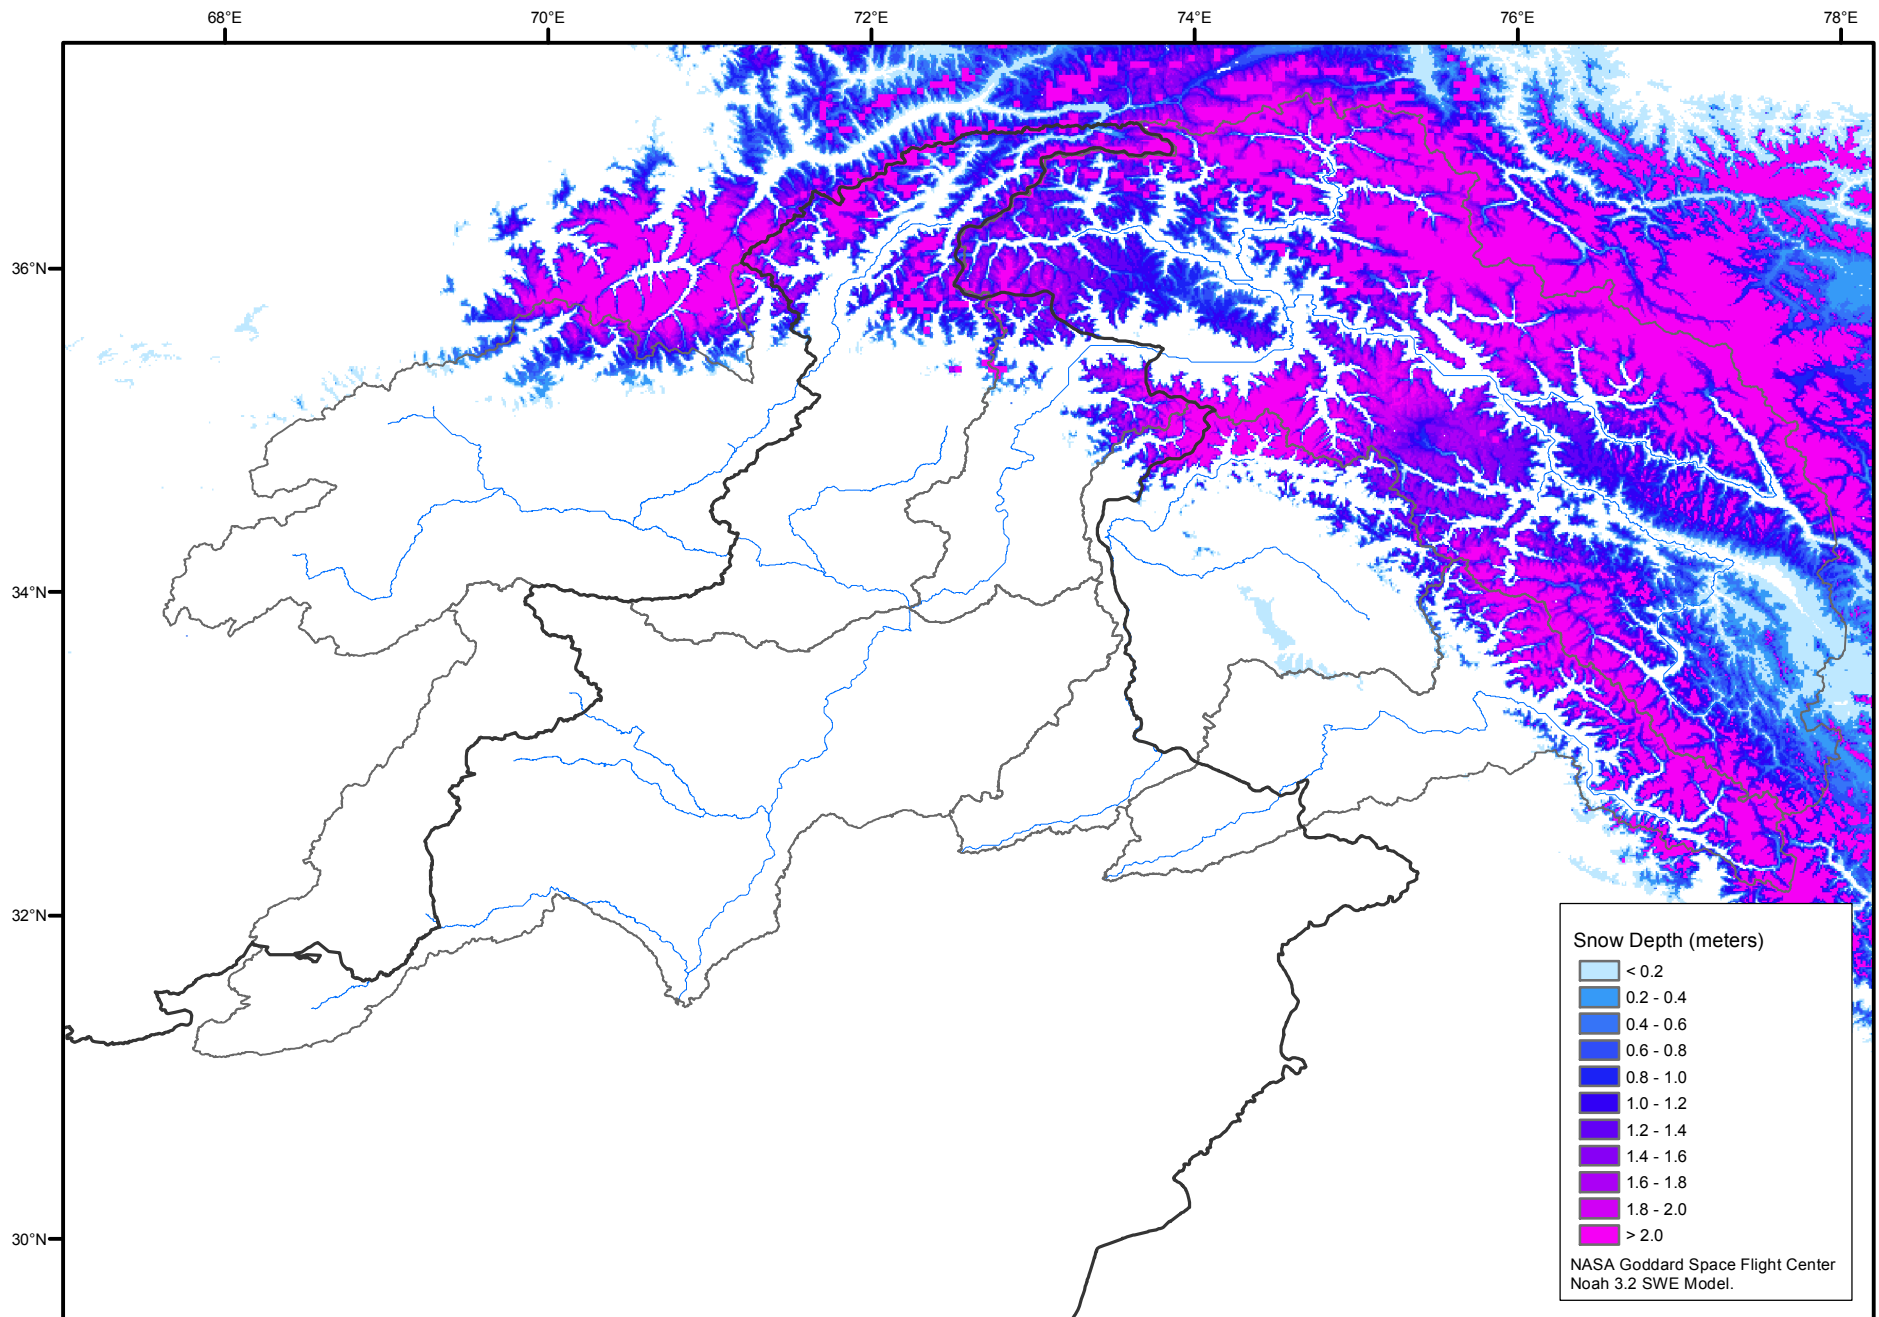 68°E
70°E
72°E
74°E
76°E
78°E
36°N
34°N
32°N
30°N
Snow Depth (meters)
< 0.2
0.2 - 0.4
0.4 - 0.6
0.6 - 0.8
0.8 - 1.0
1.0 - 1.2
1.2 - 1.4
1.4 - 1.6
1.6 - 1.8
1.8 - 2.0
> 2.0
NASA Goddard Space Flight Center
Noah 3.2 SWE Model.